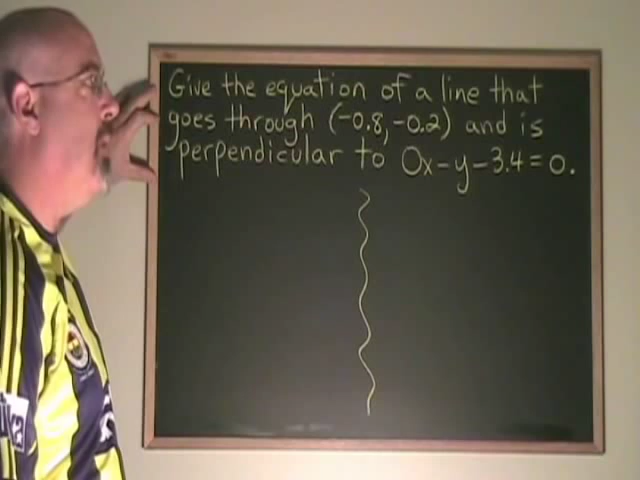 Give the equation of a line that
goes through (-0.8, -0.2) and is
perpendicular to 0x - y - 3.4 = 0.